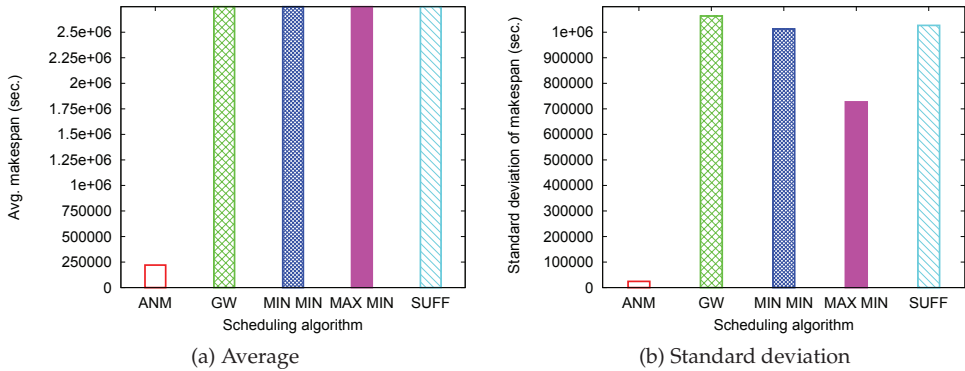 Avg. makespan (sec.)
2.5e+06
2.25e+06
2e+06
1.75e+06
1.5e+06
1.25e+06
1e+06
750000
500000
250000
0
ANM GW MIN MIN MAX MIN SUFF
Scheduling algorithm
(a) Average
Standard deviation of makespan (sec.)
1e+06
900000
800000
700000
600000
500000
400000
300000
200000
100000
0
ANM GW MIN MIN MAX MIN SUFF
Scheduling algorithm
(b) Standard deviation